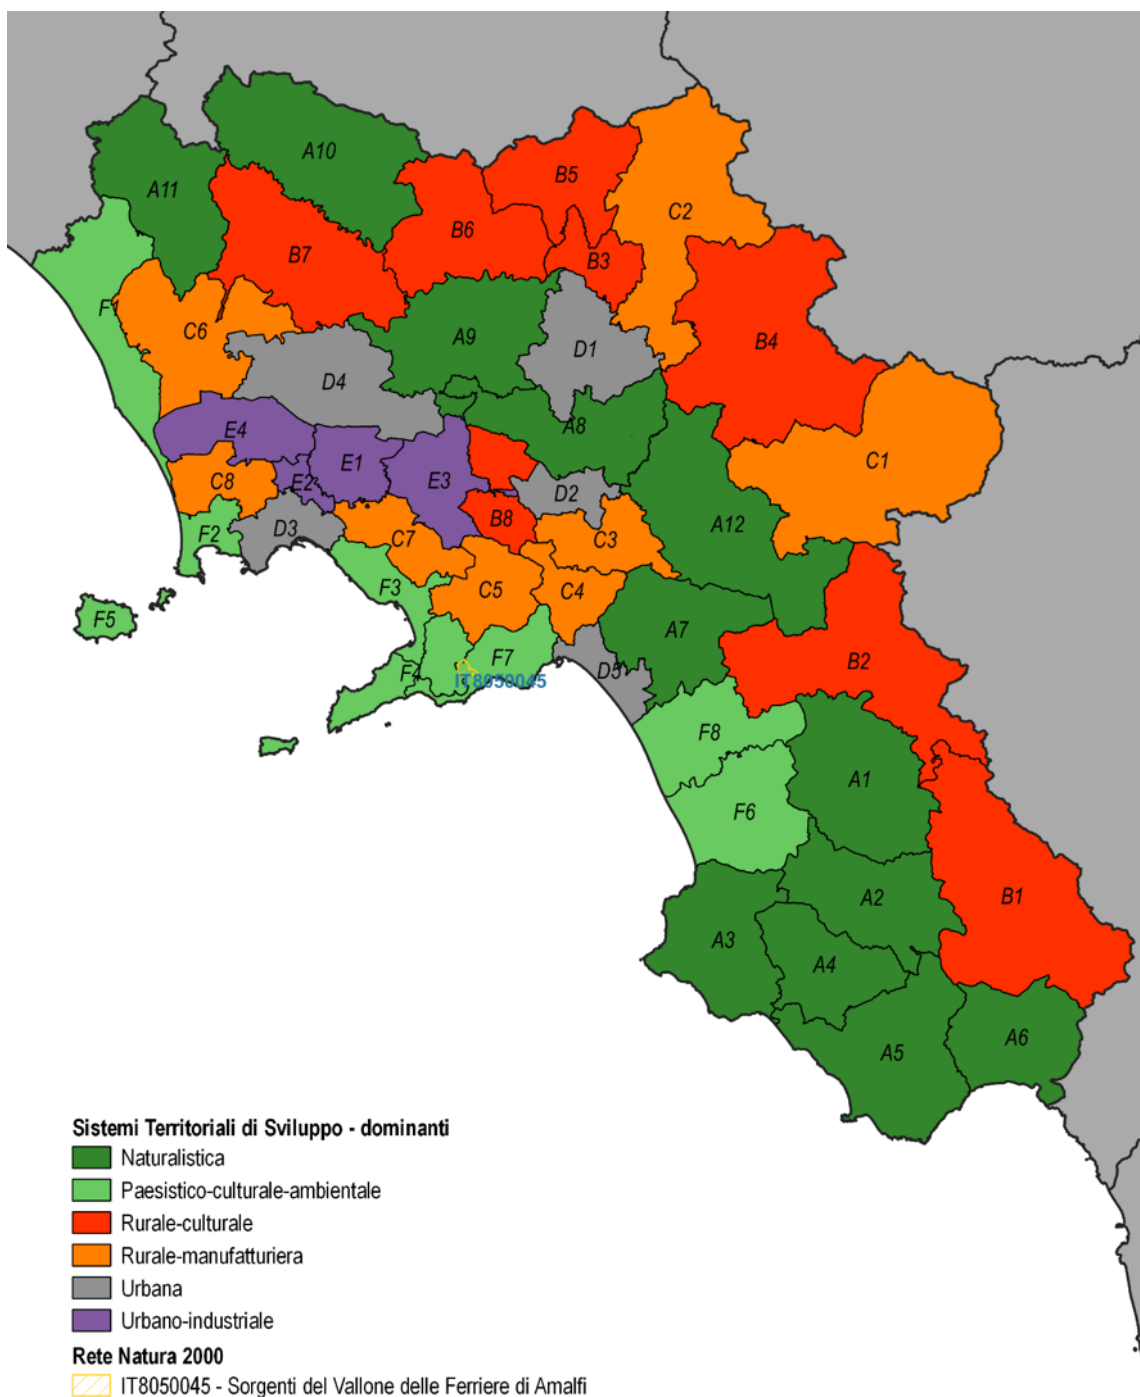 A10
A11
B5
C2
B6
B7
B3
F1
C6
A9
D1
B4
D4
A8
E4
E1
C1
E3
E2
C8
D2
B8
A12
F2
D3
C7
C3
F3
C5
C4
F5
A7
F7
F4
D5
B2
IT8050045
F8
A1
F6
A2
B1
A3
A4
A6
A5
Sistemi Territoriali di Sviluppo - dominanti
Naturalistica
Paesistico-culturale-ambientale
Rurale-culturale
Rurale-manufatturiera
Urbana
Urbano-industriale
Rete Natura 2000
IT8050045 - Sorgenti del Vallone delle Ferriere di Amalfi